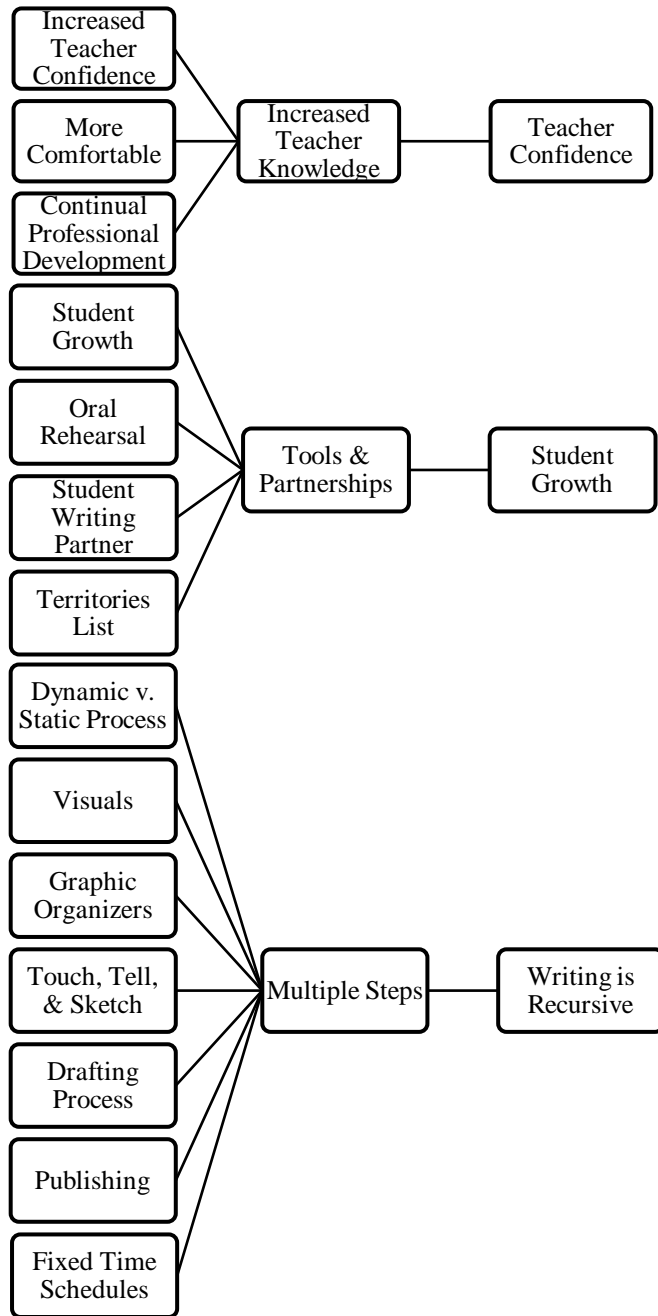 Increased
Teacher
Confidence
More
Comfortable
Continual
Professional
Development
Increased
Teacher
Knowledge
Teacher
Confidence
Student
Growth
Oral
Rehearsal
Student
Writing
Partner
Territories
List
Tools &
Partnerships
Student
Growth
Dynamic v.
Static Process
Visuals
Graphic
Organizers
Touch, Tell,
& Sketch
Drafting
Process
Publishing
Fixed Time
Schedules
Multiple Steps
Writing is
Recursive